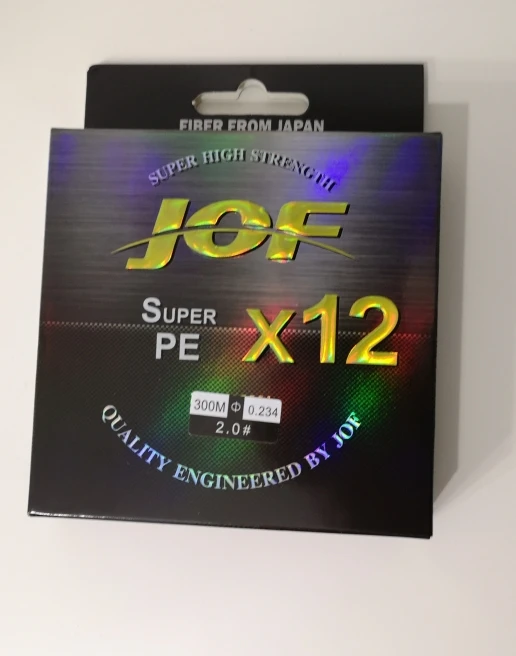 FIBER FROM JAPAN
SUPER HIGH STRENGTH
JOF
SUPER PE
X12
300M Φ 0.234
2.0#
QUALITY ENGINEERED BY JOF